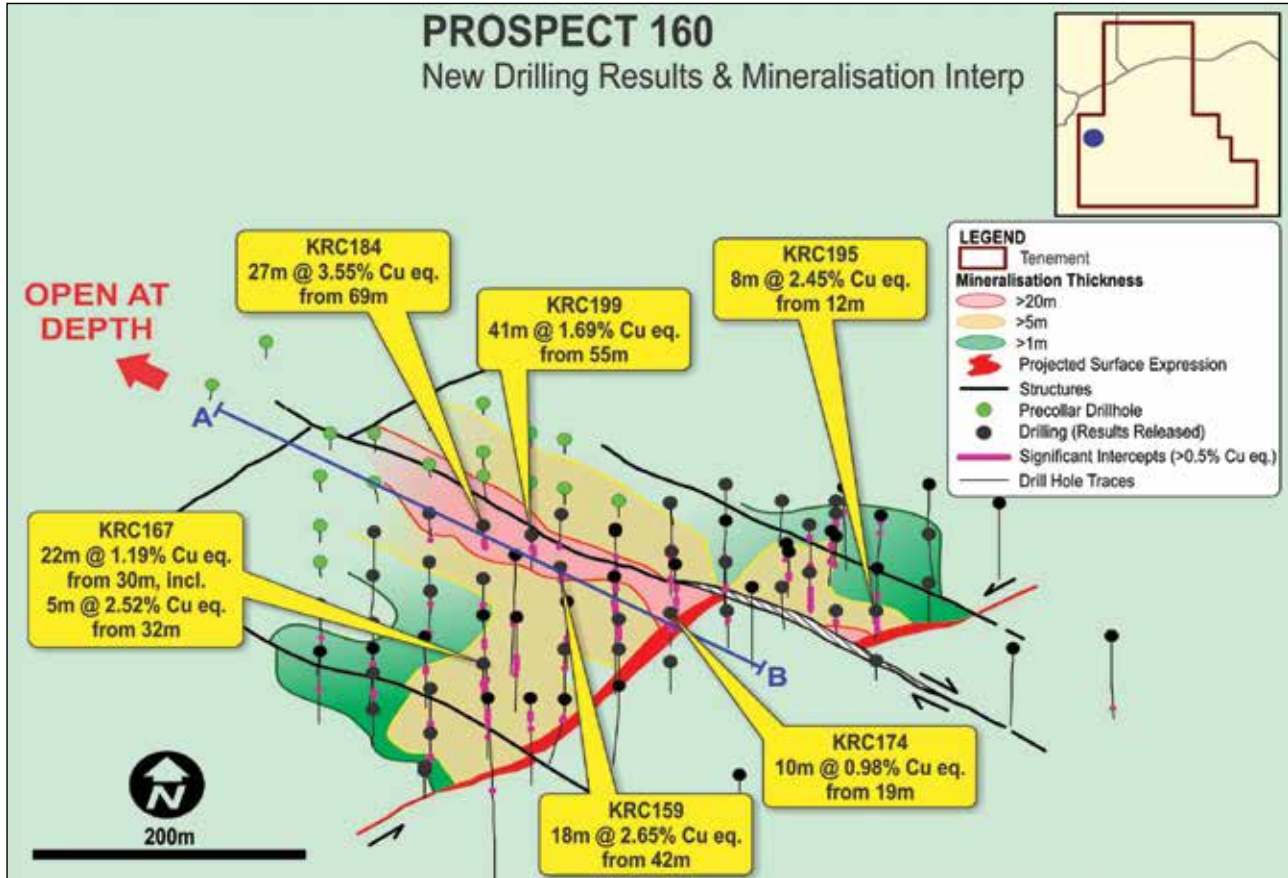 PROSPECT 160
New Drilling Results & Mineralisation Interp
LEGEND
Tenement
Mineralisation Thickness
>20m
>5m
>1m
Projected Surface Expression
Structures
Precollar Drillhole
Drilling (Results Released)
Significant Intercepts (>0.5% Cu eq.)
Drill Hole Traces
OPEN AT
DEPTH
KRC184
27m @ 3.55% Cu eq.
from 69m
KRC199
41m @ 1.69% Cu eq.
from 55m
KRC195
8m @ 2.45% Cu eq.
from 12m
A
KRC167
22m @ 1.19% Cu eq.
from 30m, incl.
5m @ 2.52% Cu eq.
from 32m
B
KRC174
10m @ 0.98% Cu eq.
from 19m
KRC159
18m @ 2.65% Cu eq.
from 42m
N
200m